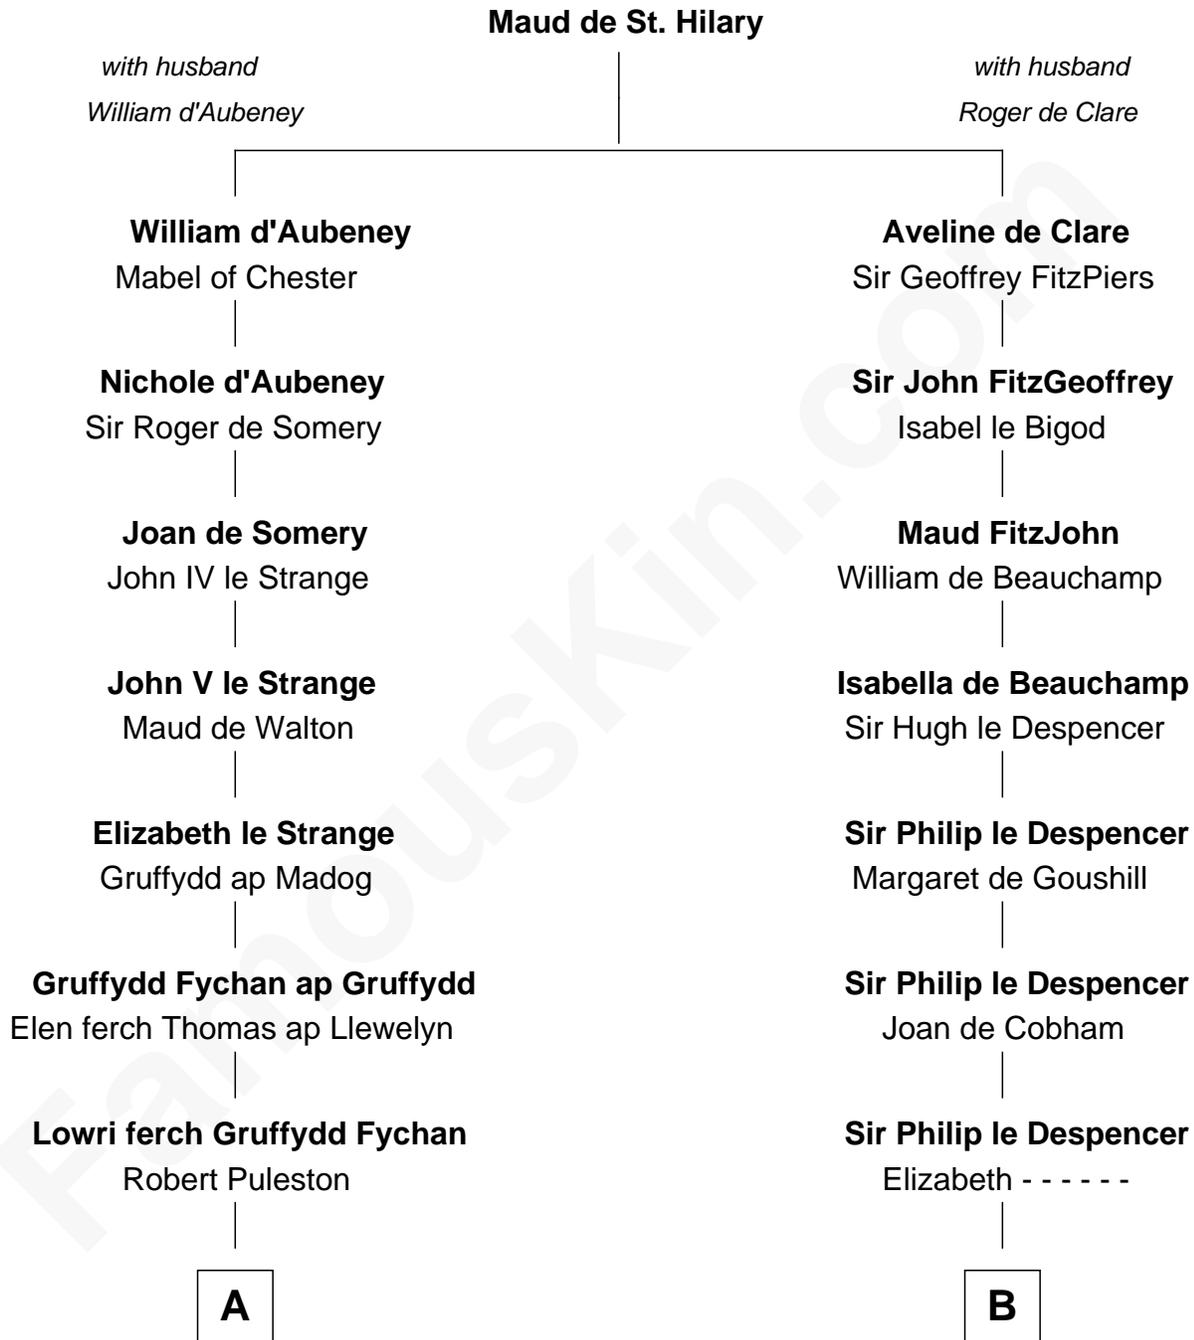 Maud de St. Hilary
with husband
William d'Aubeney
with husband
Roger de Clare
William d'Aubeney
Mabel of Chester
Aveline de Clare
Sir Geoffrey FitzPiers
Nichole d'Aubeney
Sir Roger de Somery
Sir John FitzGeoffrey
Isabel le Bigod
Joan de Somery
John IV le Strange
Maud FitzJohn
William de Beauchamp
John V le Strange
Maud de Walton
Isabella de Beauchamp
Sir Hugh le Despencer
Elizabeth le Strange
Gruffydd ap Madog
Sir Philip le Despencer
Margaret de Goushill
Gruffydd Fychan ap Gruffydd
Elen ferch Thomas ap Llewelyn
Sir Philip le Despencer
Joan de Cobham
Lowri ferch Gruffydd Fychan
Robert Puleston
Sir Philip le Despencer
Elizabeth - - - - - -
A
B
FamousKin.com